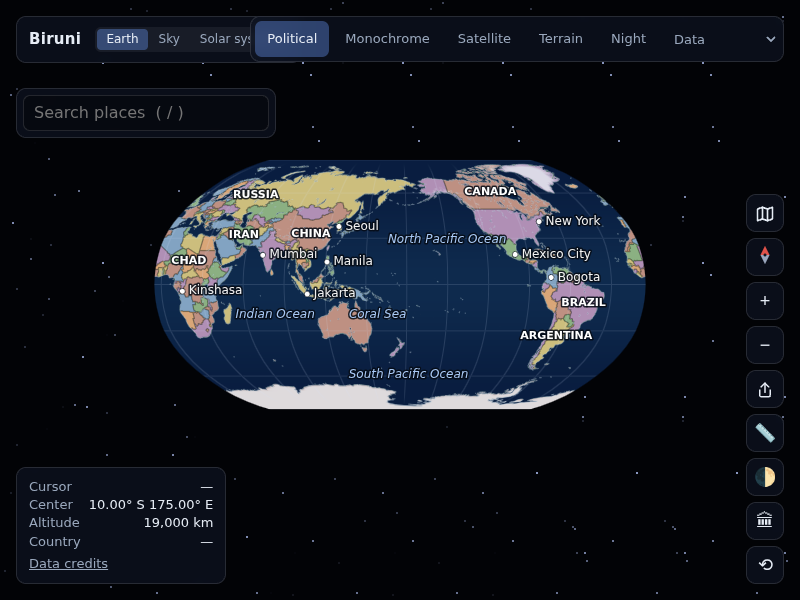 Biruni
Earth
Sky
Solar sys
Political
Monochrome
Satellite
Terrain
Night
Data
Search places ( / )
RUSSIA
CANADA
IRAN
CHINA
Seoul
New York
North Pacific Ocean
CHAD
Mumbai
Manila
Mexico City
Kinshasa
Jakarta
Bogota
BRAZIL
Indian Ocean
Coral Sea
ARGENTINA
South Pacific Ocean
Cursor —
Center 10.00° S 175.00° E
Altitude 19,000 km
Country —
Data credits